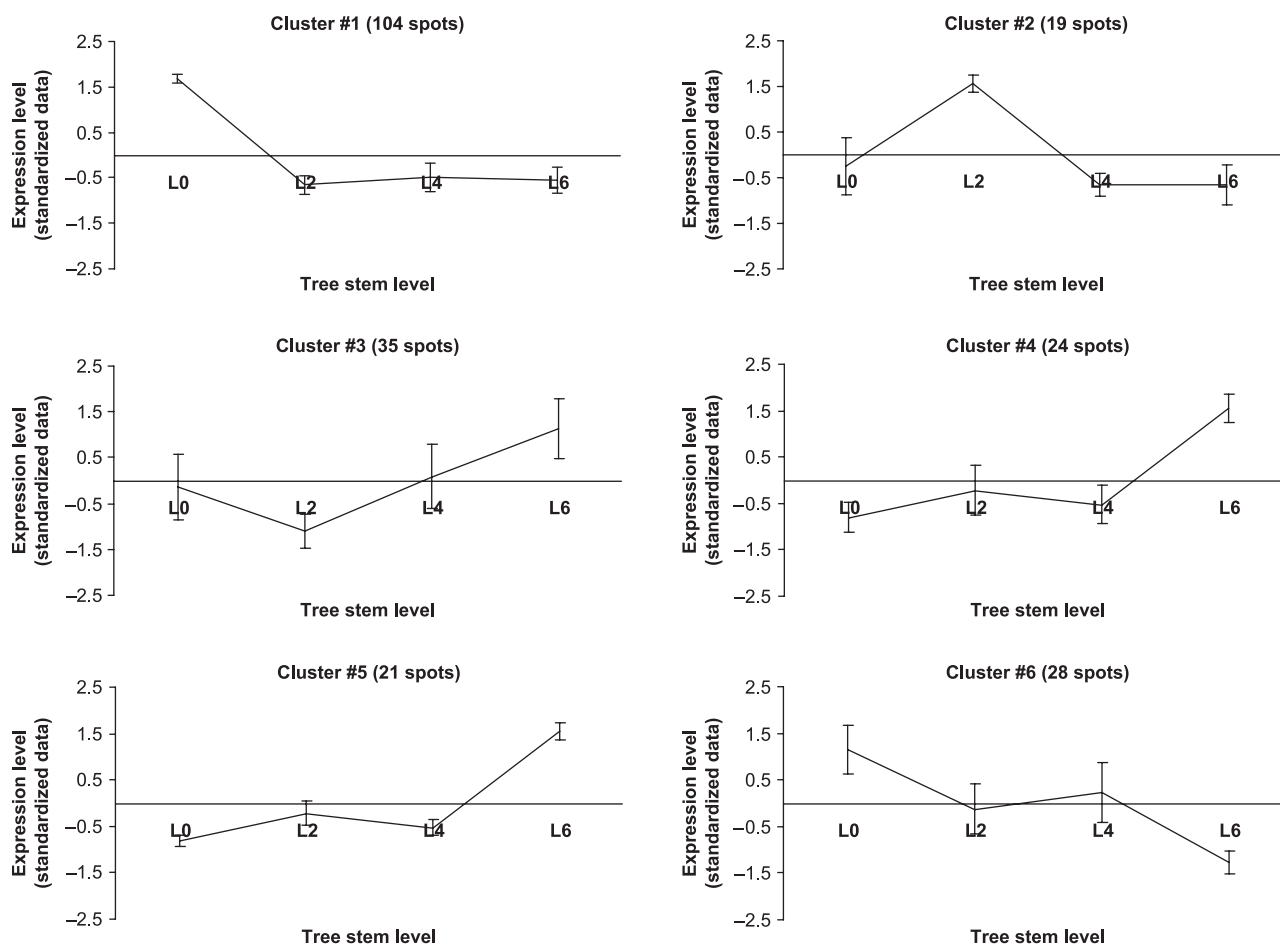 Cluster #1 (104 spots)
2.5
1.5
0.5
–0.5
–1.5
–2.5
Expression level
(standardized data)
L0
L2
L4
L6
Tree stem level
Cluster #2 (19 spots)
2.5
1.5
0.5
–0.5
–1.5
–2.5
Expression level
(standardized data)
L0
L2
L4
L6
Tree stem level
Cluster #3 (35 spots)
2.5
1.5
0.5
–0.5
–1.5
–2.5
Expression level
(standardized data)
L0
L2
L4
L6
Tree stem level
Cluster #4 (24 spots)
2.5
1.5
0.5
–0.5
–1.5
–2.5
Expression level
(standardized data)
L0
L2
L4
L6
Tree stem level
Cluster #5 (21 spots)
2.5
1.5
0.5
–0.5
–1.5
–2.5
Expression level
(standardized data)
L0
L2
L4
L6
Tree stem level
Cluster #6 (28 spots)
2.5
1.5
0.5
–0.5
–1.5
–2.5
Expression level
(standardized data)
L0
L2
L4
L6
Tree stem level